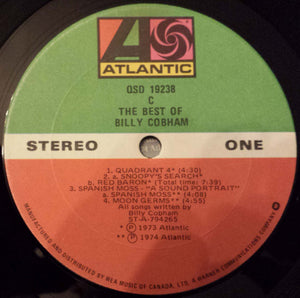 ATLANTIC
QSD 19238
C
THE BEST OF
BILLY COBHAM
STEREO ONE
1. QUADRANT 4* (4:30)
2. a. SNOOPY'S SEARCH*
b. RED BARON* (Total time: 7:39)
3. SPANISH MOSS - "A SOUND PORTRAIT"
a. SPANISH MOSS** (4:08)
4. MOON GERMS** (4:55)
All songs written by
Billy Cobham
ST-A-794265
* ℗ 1973 Atlantic
** ℗ 1974 Atlantic
MANUFACTURED AND DISTRIBUTED BY WEA MUSIC OF CANADA, LTD. A WARNER COMMUNICATIONS COMPANY